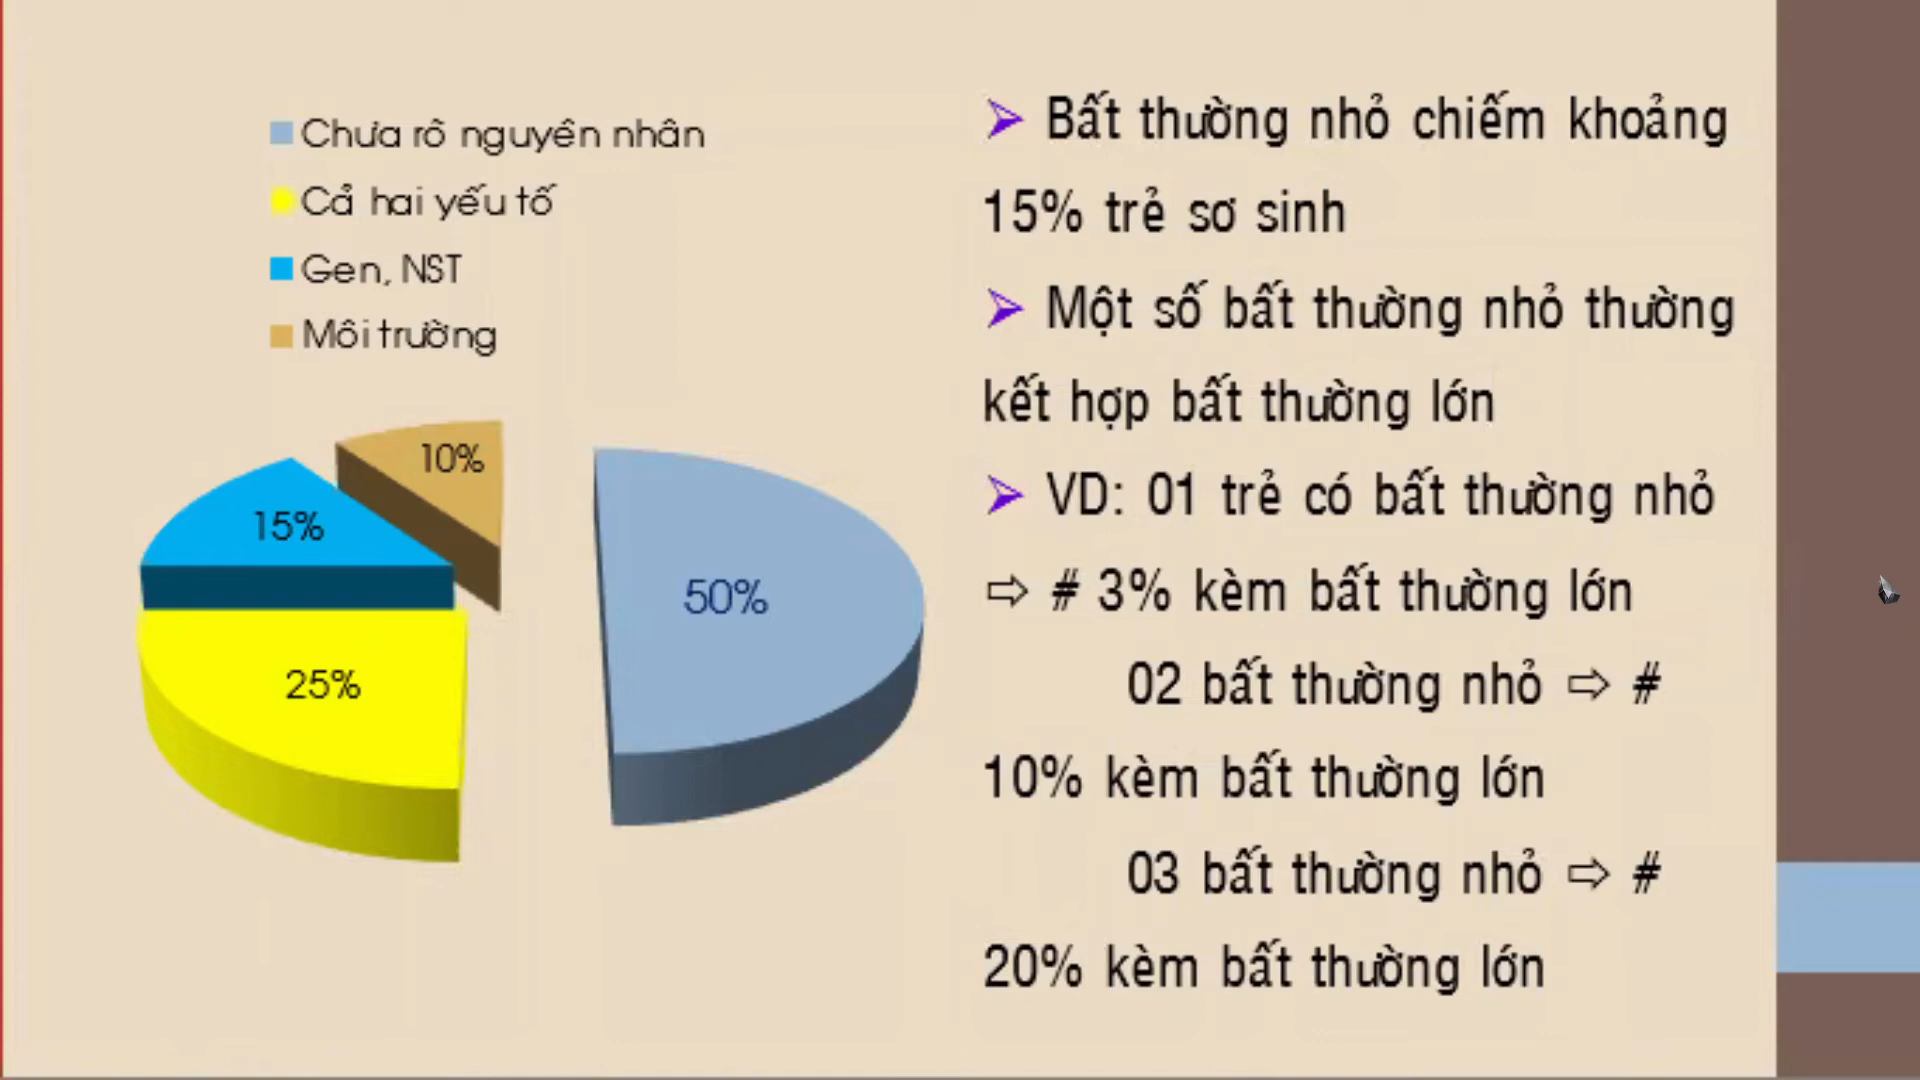 Chưa rõ nguyên nhân
Cả hai yếu tố
Gen, NST
Môi trường
10%
15%
50%
25%
➢ Bất thường nhỏ chiếm khoảng
15% trẻ sơ sinh
➢ Một số bất thường nhỏ thường
kết hợp bất thường lớn
➢ VD: 01 trẻ có bất thường nhỏ
⇨ # 3% kèm bất thường lớn
02 bất thường nhỏ ⇨ #
10% kèm bất thường lớn
03 bất thường nhỏ ⇨ #
20% kèm bất thường lớn